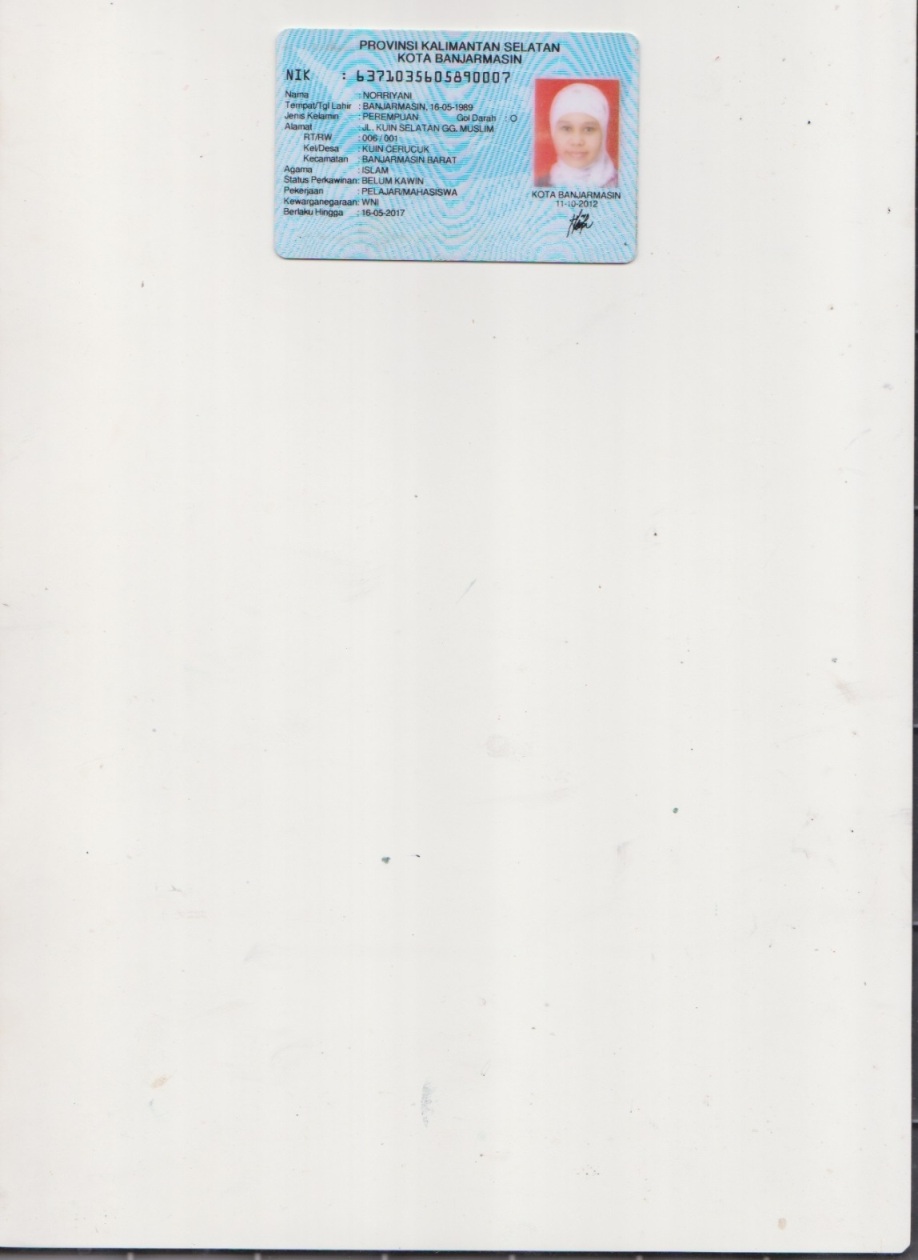 PROVINSI KALIMANTAN SELATAN
KOTA BANJARMASIN
NIK : 6371035605890007
Nama : NORRIYANI
Tempat/Tgl Lahir : BANJARMASIN, 16-05-1989
Jenis Kelamin : PEREMPUAN Gol Darah : O
Alamat : JL. KUIN SELATAN GG. MUSLIM
RT/RW : 006 / 001
Kel/Desa : KUIN CERUCUK
Kecamatan : BANJARMASIN BARAT
Agama : ISLAM
Status Perkawinan: BELUM KAWIN
Pekerjaan : PELAJAR/MAHASISWA
Kewarganegaraan: WNI
Berlaku Hingga : 16-05-2017
KOTA BANJARMASIN
11-10-2012